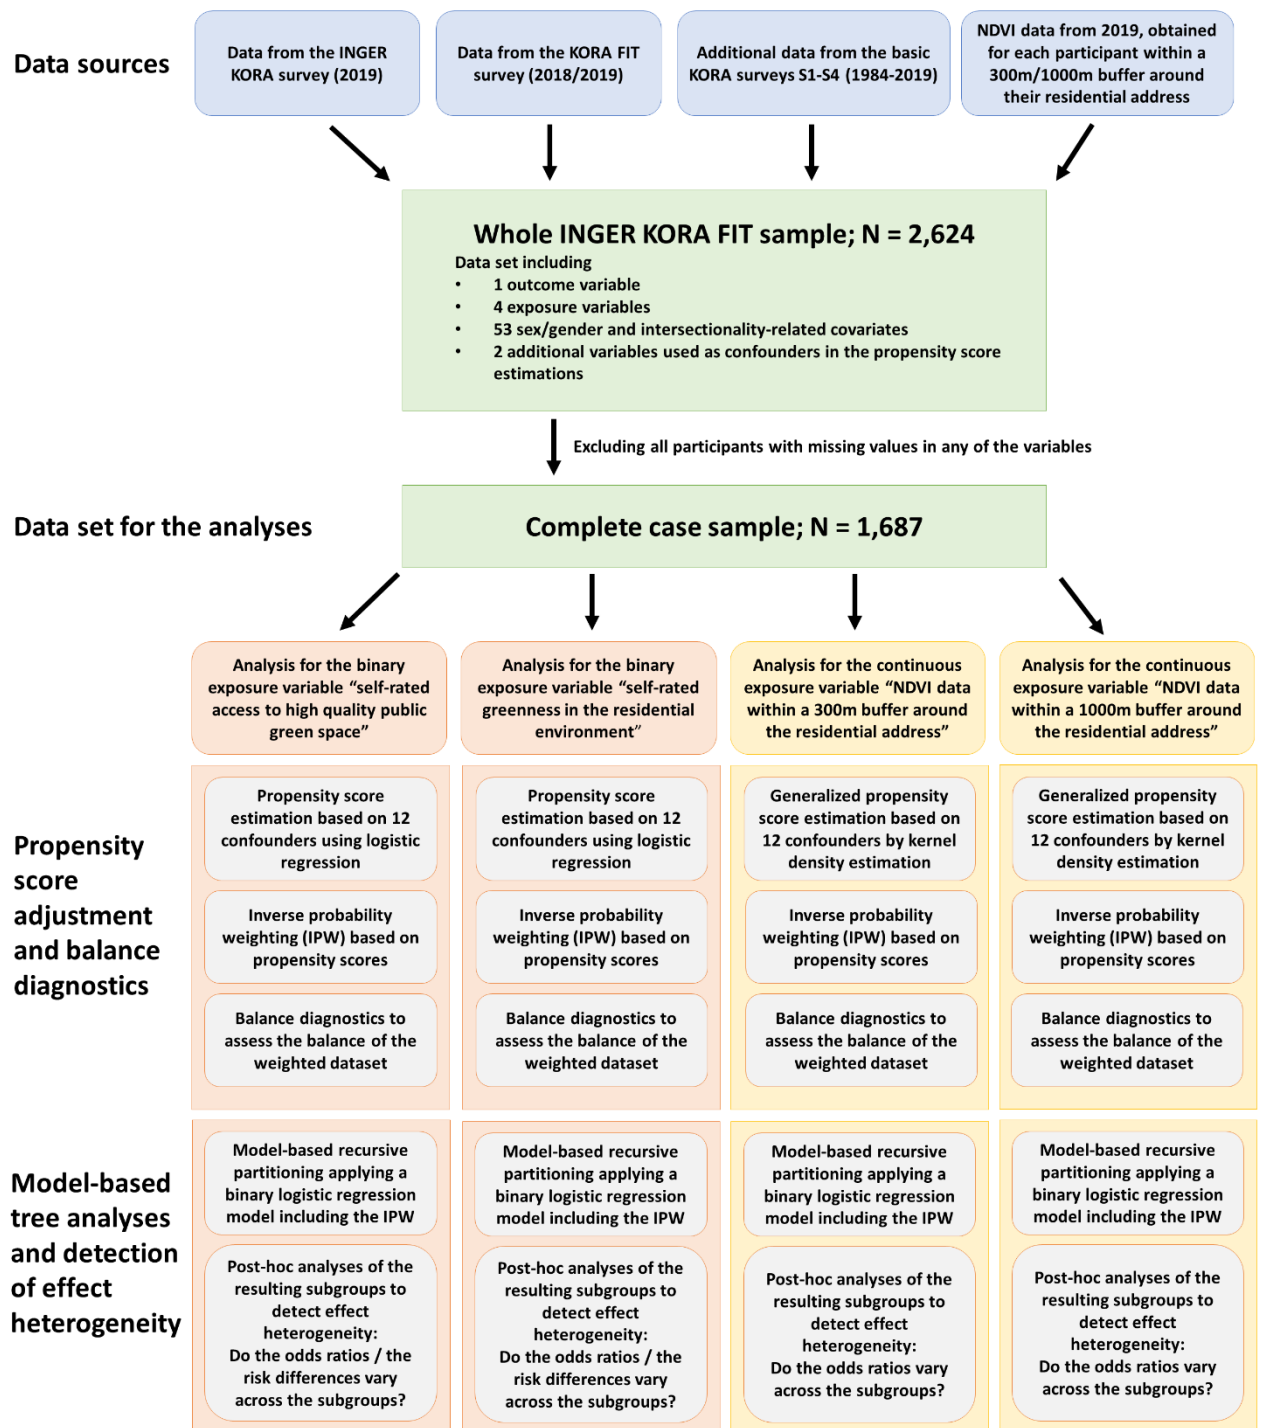 Data sources
Data from the INGER
KORA survey (2019)
Data from the KORA FIT
survey (2018/2019)
Additional data from the basic
KORA surveys S1-S4 (1984-2019)
NDVI data from 2019, obtained
for each participant within a
300m/1000m buffer around
their residential address
Whole INGER KORA FIT sample; N = 2,624
Data set including
• 1 outcome variable
• 4 exposure variables
• 53 sex/gender and intersectionality-related covariates
• 2 additional variables used as confounders in the propensity score
estimations
Excluding all participants with missing values in any of the variables
Data set for the analyses
Complete case sample; N = 1,687
Analysis for the binary
exposure variable “self-rated
access to high quality public
green space”
Analysis for the binary
exposure variable “self-rated
greenness in the residential
environment”
Analysis for the continuous
exposure variable “NDVI data
within a 300m buffer around
the residential address”
Analysis for the continuous
exposure variable “NDVI data
within a 1000m buffer around
the residential address”
Propensity
score
adjustment
and balance
diagnostics
Propensity score
estimation based on 12
confounders using logistic
regression
Propensity score
estimation based on 12
confounders using logistic
regression
Generalized propensity
score estimation based on
12 confounders by kernel
density estimation
Generalized propensity
score estimation based on
12 confounders by kernel
density estimation
Inverse probability
weighting (IPW) based on
propensity scores
Inverse probability
weighting (IPW) based on
propensity scores
Inverse probability
weighting (IPW) based on
propensity scores
Inverse probability
weighting (IPW) based on
propensity scores
Balance diagnostics to
assess the balance of the
weighted dataset
Balance diagnostics to
assess the balance of the
weighted dataset
Balance diagnostics to
assess the balance of the
weighted dataset
Balance diagnostics to
assess the balance of the
weighted dataset
Model-based
tree analyses
and detection
of effect
heterogeneity
Model-based recursive
partitioning applying a
binary logistic regression
model including the IPW
Model-based recursive
partitioning applying a
binary logistic regression
model including the IPW
Model-based recursive
partitioning applying a
binary logistic regression
model including the IPW
Model-based recursive
partitioning applying a
binary logistic regression
model including the IPW
Post-hoc analyses of the
resulting subgroups to
detect effect
heterogeneity:
Do the odds ratios / the
risk differences vary
across the subgroups?
Post-hoc analyses of the
resulting subgroups to
detect effect
heterogeneity:
Do the odds ratios / the
risk differences vary
across the subgroups?
Post-hoc analyses of the
resulting subgroups to
detect effect
heterogeneity:
Do the odds ratios vary
across the subgroups?
Post-hoc analyses of the
resulting subgroups to
detect effect
heterogeneity:
Do the odds ratios vary
across the subgroups?